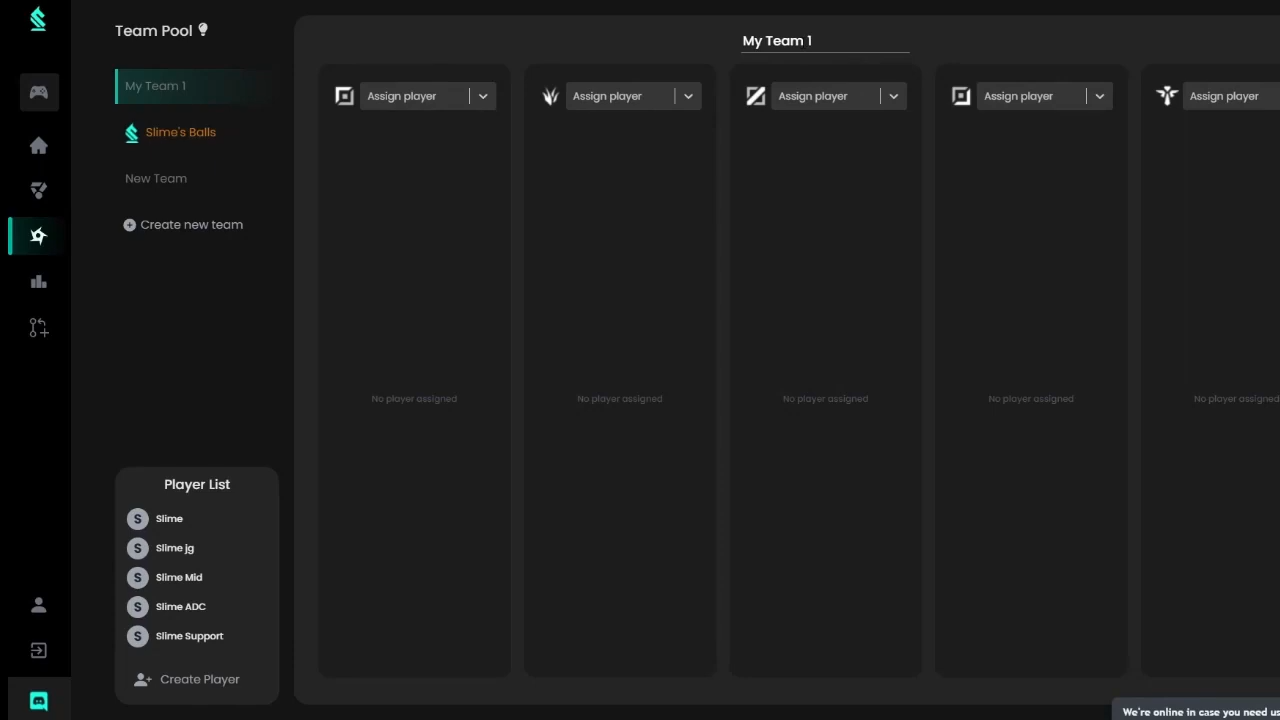 Team Pool
My Team 1
Slime's Balls
New Team
Create new team
Player List
S Slime
S Slime jg
S Slime Mid
S Slime ADC
S Slime Support
Create Player
My Team 1
Assign player
Assign player
Assign player
Assign player
Assign player
No player assigned
No player assigned
No player assigned
No player assigned
No player assigned
We're online in case you need us